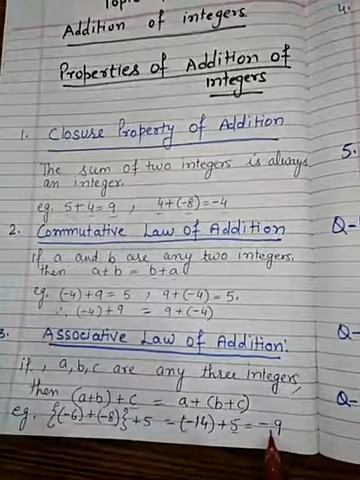 Topic
Addition of integers.
Properties of Addition of
Integers
1. Closure Property of Addition
The sum of two integers is always
an integer.
eg. 5+4=9 , 4+(-8)=-4
2. Commutative Law of Addition
if a and b are any two integers,
then a+b = b+a
eg. (-4)+9 = 5 , 9+(-4)=5.
∴ (-4)+9 = 9+(-4)
3. Associative Law of Addition:
if, a,b,c are any three integers,
then (a+b)+c = a+(b+c)
eg. {(-6)+(-8)}+5 = (-14)+5 = -9
4.
5.
Q-
Q-
Q-